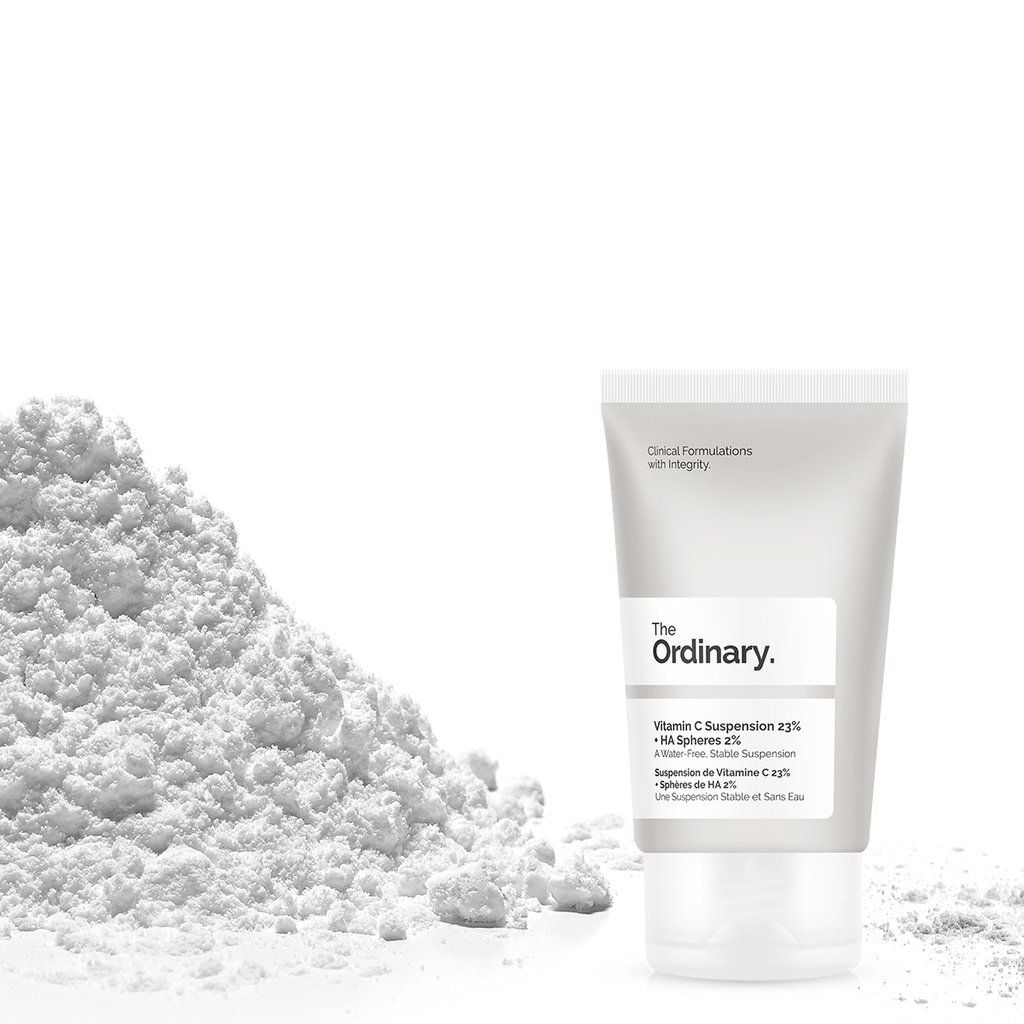 Clinical Formulations
with Integrity.
The
Ordinary.
Vitamin C Suspension 23%
+ HA Spheres 2%
A Water-Free, Stable Suspension
Suspension de Vitamine C 23%
+ Sphères de HA 2%
Une Suspension Stable et Sans Eau